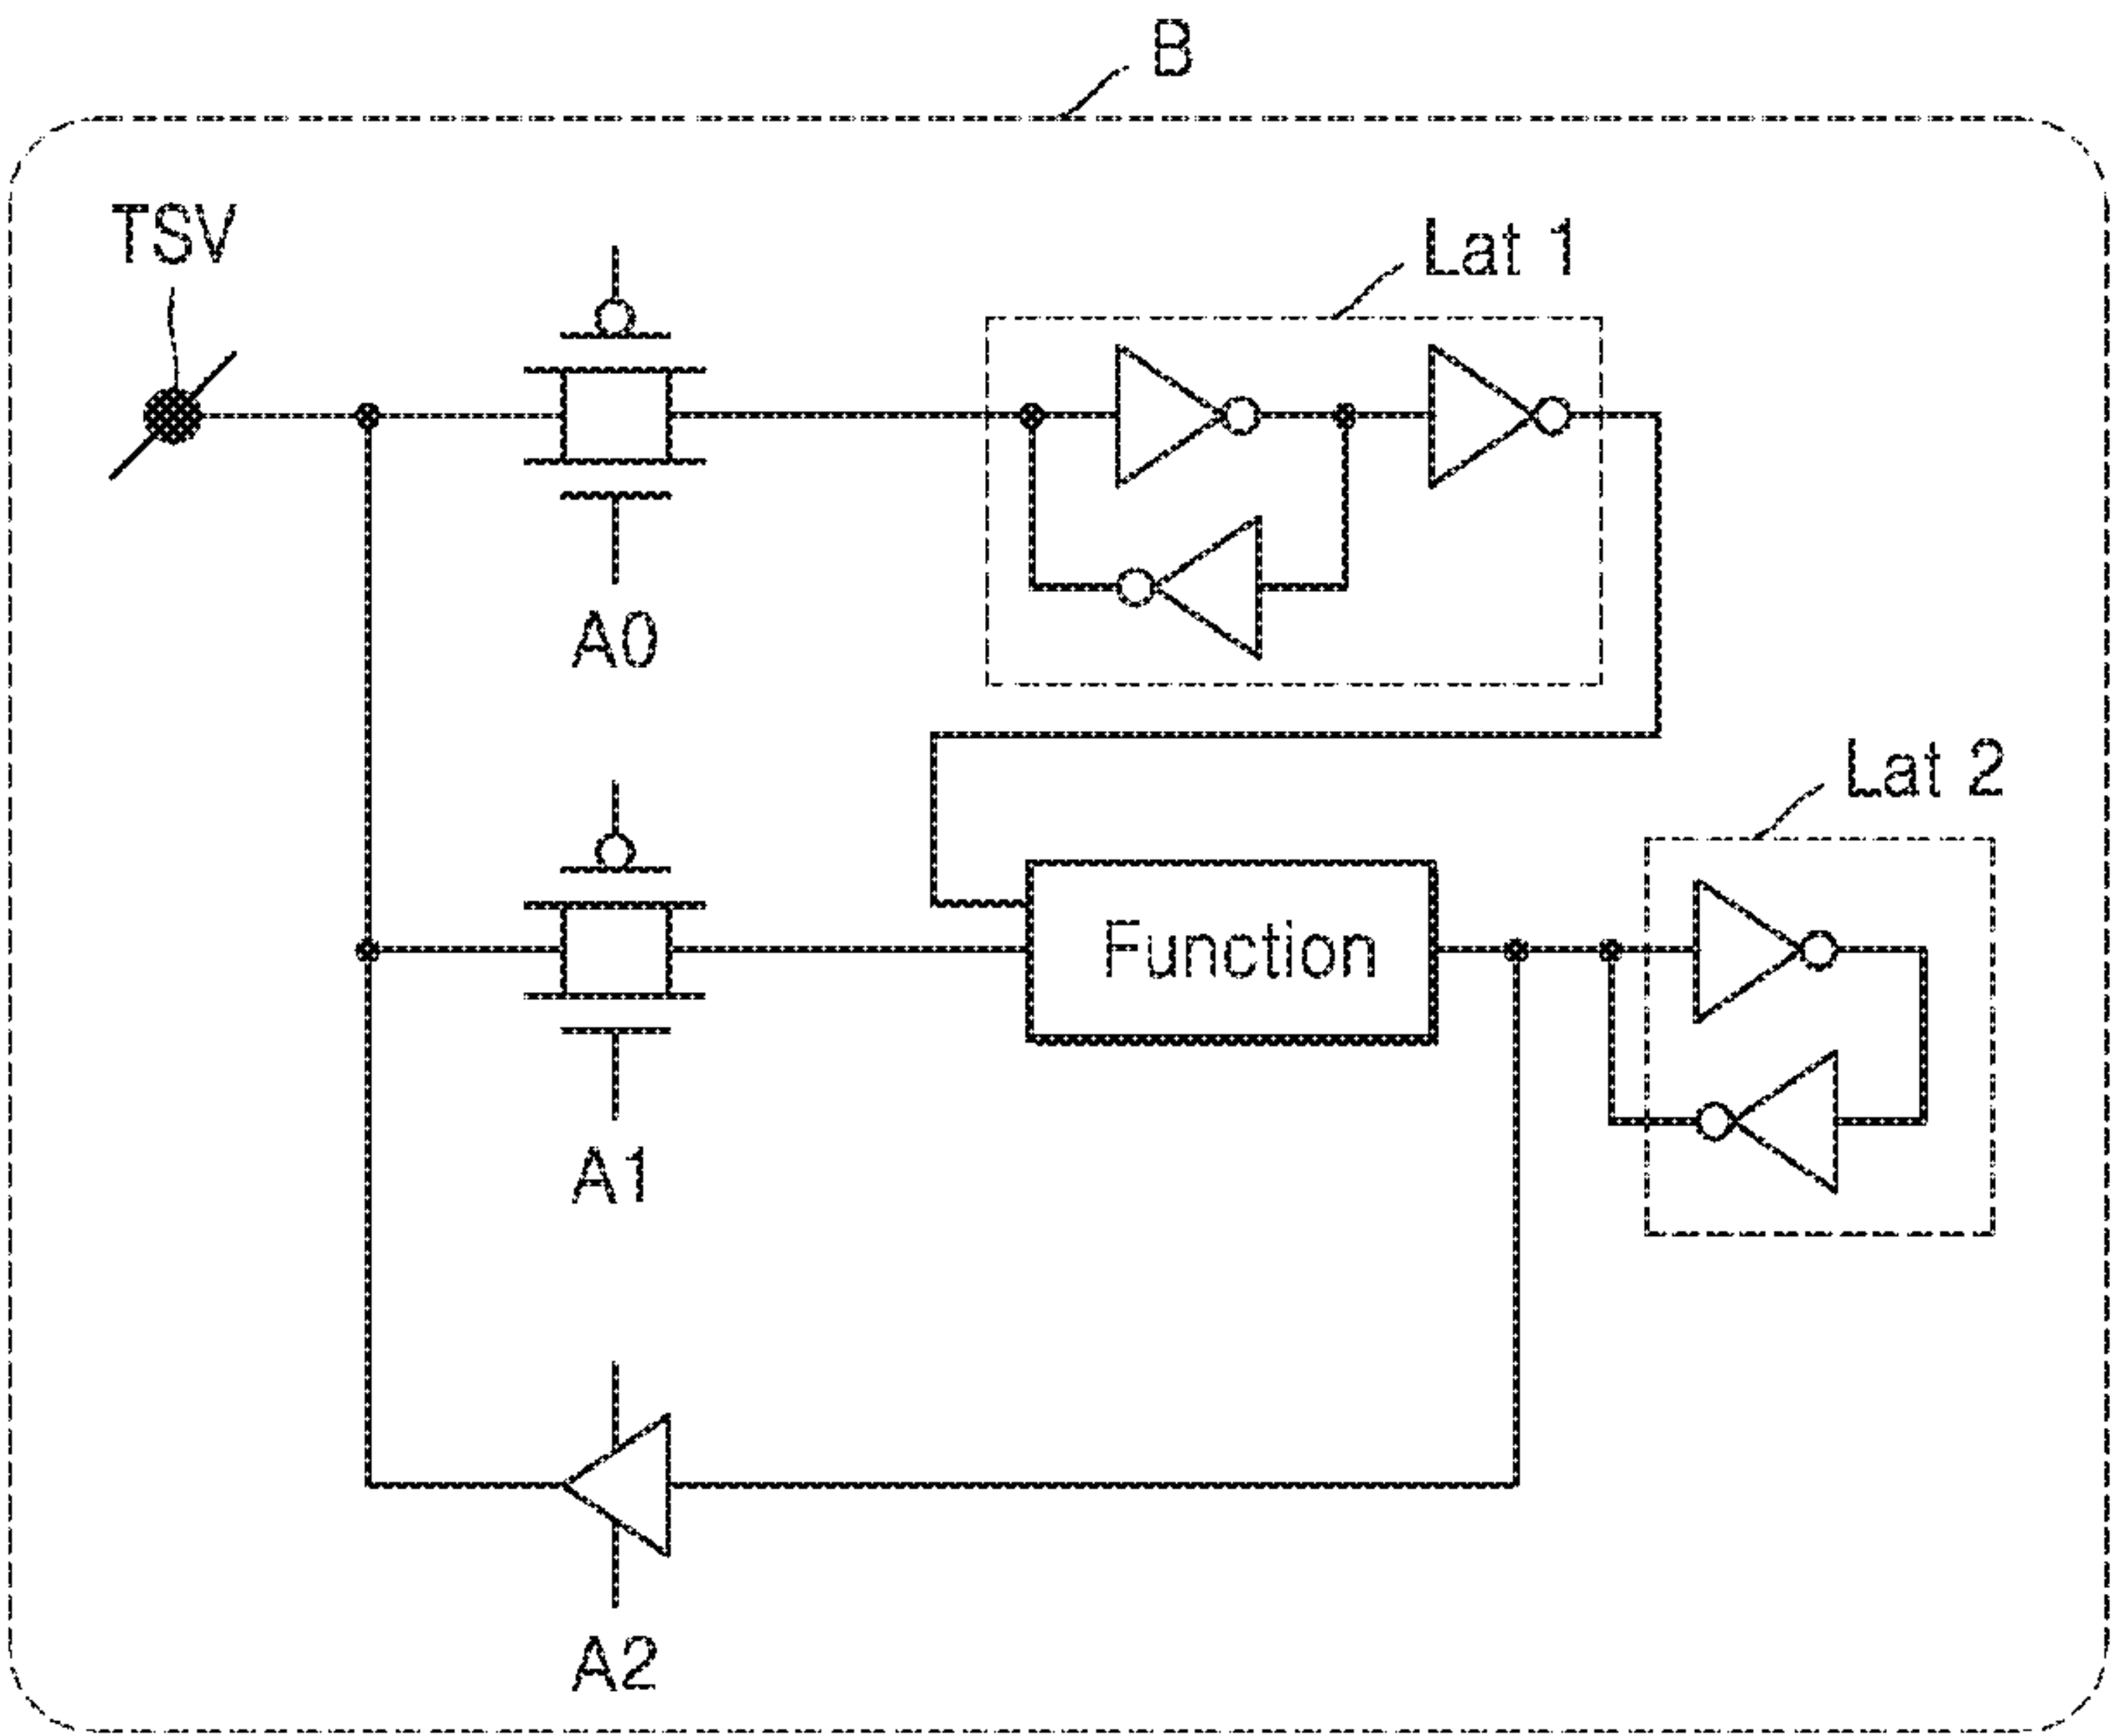 B
TSV
Lat 1
A0
Lat 2
Function
A1
A2